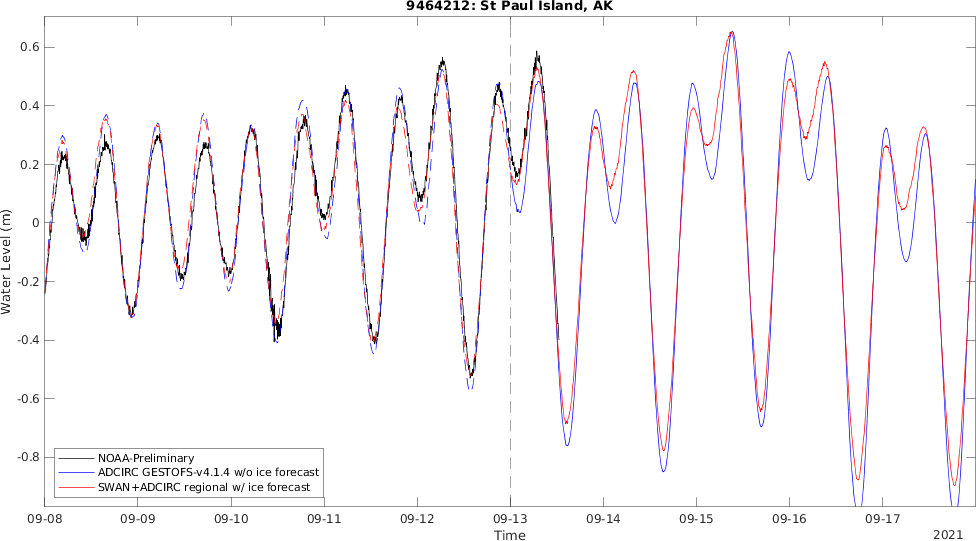 9464212: St Paul Island, AK
Water Level (m)
0.6
0.4
0.2
0
-0.2
-0.4
-0.6
-0.8
NOAA-Preliminary
ADCIRC GESTOFS-v4.1.4 w/o ice forecast
SWAN+ADCIRC regional w/ ice forecast
09-08 09-09 09-10 09-11 09-12 09-13 09-14 09-15 09-16 09-17
Time
2021